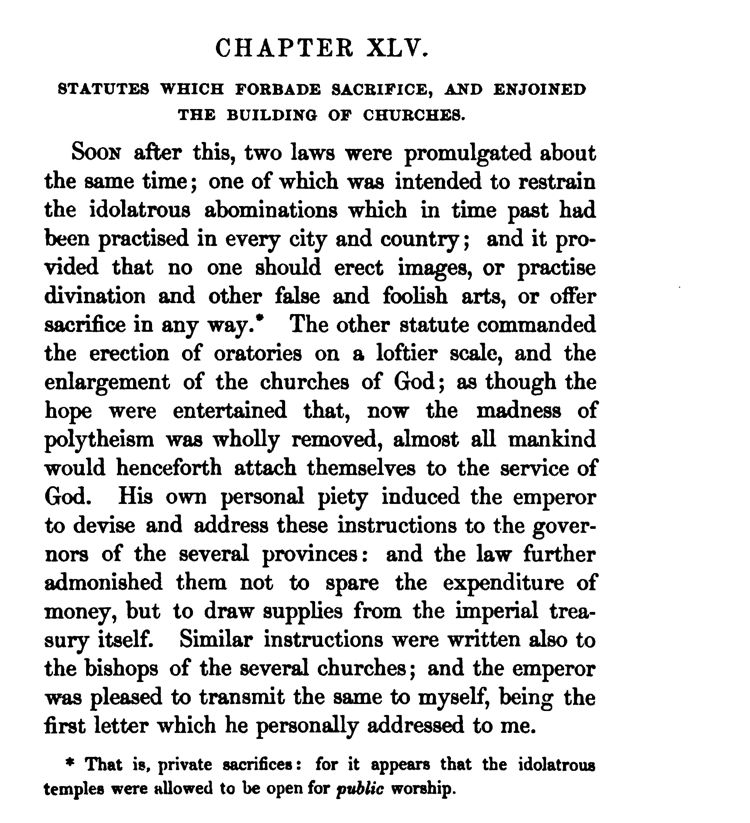 CHAPTER XLV.
STATUTES WHICH FORBADE SACRIFICE, AND ENJOINED
THE BUILDING OF CHURCHES.
SOON after this, two laws were promulgated about
the same time; one of which was intended to restrain
the idolatrous abominations which in time past had
been practised in every city and country; and it pro-
vided that no one should erect images, or practise
divination and other false and foolish arts, or offer
sacrifice in any way.* The other statute commanded
the erection of oratories on a loftier scale, and the
enlargement of the churches of God; as though the
hope were entertained that, now the madness of
polytheism was wholly removed, almost all mankind
would henceforth attach themselves to the service of
God. His own personal piety induced the emperor
to devise and address these instructions to the gover-
nors of the several provinces: and the law further
admonished them not to spare the expenditure of
money, but to draw supplies from the imperial trea-
sury itself. Similar instructions were written also to
the bishops of the several churches; and the emperor
was pleased to transmit the same to myself, being the
first letter which he personally addressed to me.
* That is, private sacrifices: for it appears that the idolatrous
temples were allowed to be open for public worship.